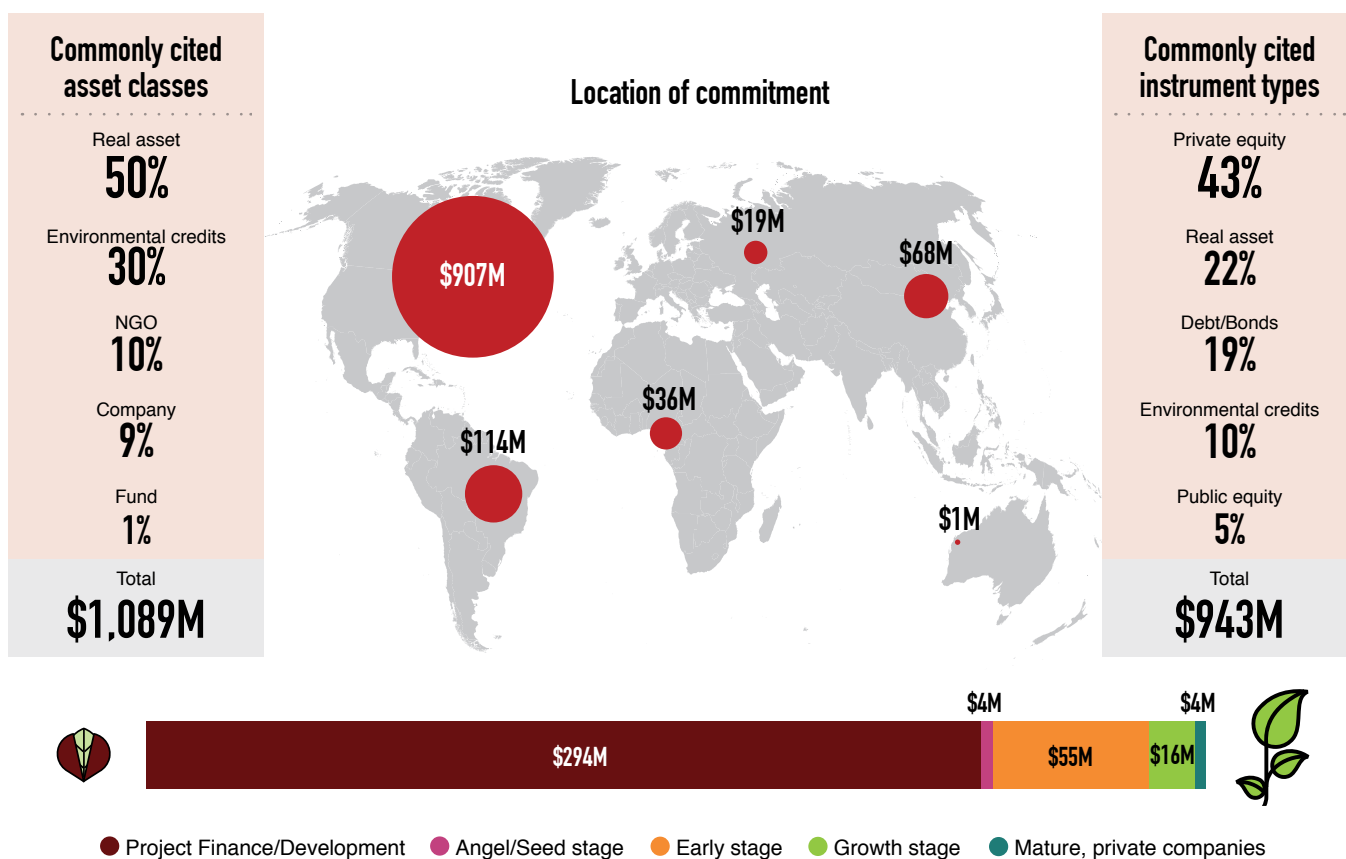 Commonly cited
asset classes
Real asset
50%
Environmental credits
30%
NGO
10%
Company
9%
Fund
1%
Total
$1,089M
Location of commitment
$907M
$19M
$68M
$36M
$114M
$1M
Commonly cited
instrument types
Private equity
43%
Real asset
22%
Debt/Bonds
19%
Environmental credits
10%
Public equity
5%
Total
$943M
$4M
$4M
$294M
$55M
$16M
Project Finance/Development
Angel/Seed stage
Early stage
Growth stage
Mature, private companies